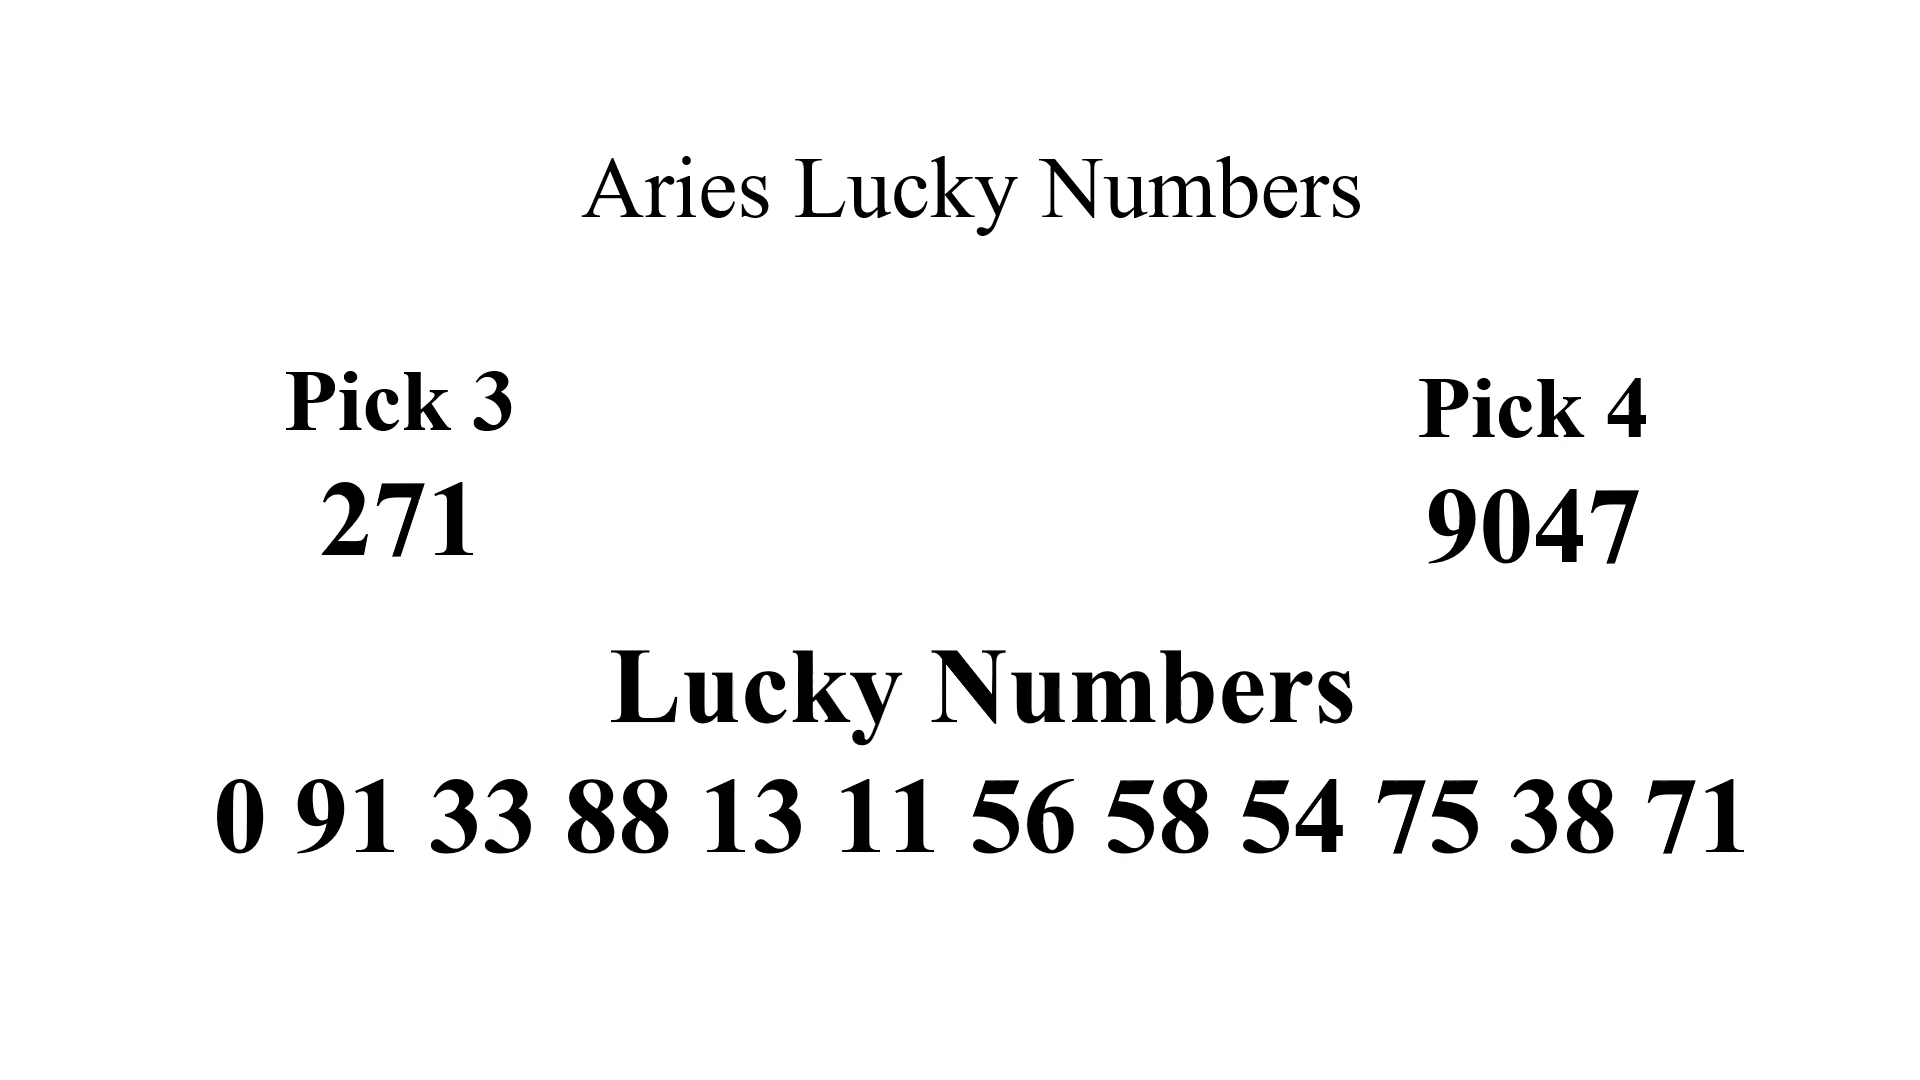 Aries Lucky Numbers
Pick 3
271
Pick 4
9047
Lucky Numbers
0 91 33 88 13 11 56 58 54 75 38 71